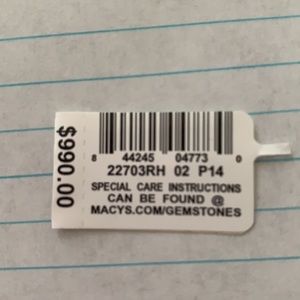 $990.00
8 44245 04773 0
22703RH 02 P14
SPECIAL CARE INSTRUCTIONS
CAN BE FOUND @
MACYS.COM/GEMSTONES